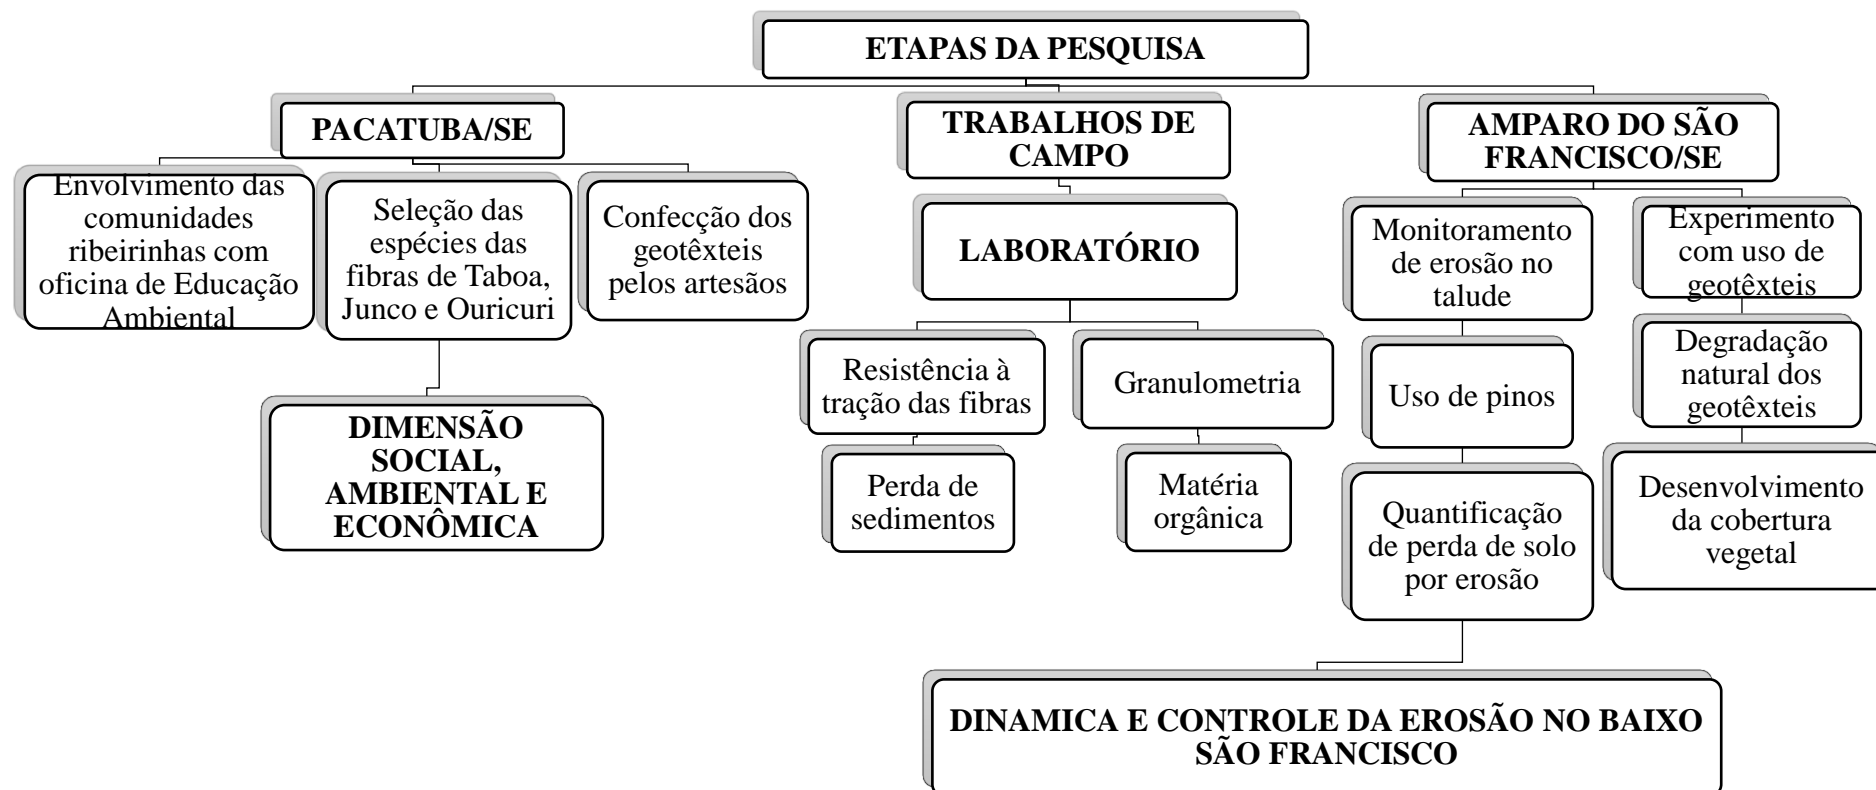 ETAPAS DA PESQUISA
PACATUBA/SE
Envolvimento das
comunidades
ribeirinhas com
oficina de Educação
Ambiental
Seleção das
espécies das
fibras de Taboa,
Junco e Ouricuri
DIMENSÃO
SOCIAL,
AMBIENTAL E
ECONÔMICA
Confecção dos
geotêxteis
pelos artesãos
TRABALHOS DE
CAMPO
LABORATÓRIO
Resistência à
tração das fibras
Perda de
sedimentos
Granulometria
Matéria
orgânica
AMPARO DO SÃO
FRANCISCO/SE
Monitoramento
de erosão no
talude
Uso de pinos
Quantificação
de perda de solo
por erosão
DINAMICA E CONTROLE DA EROSÃO NO BAIXO
SÃO FRANCISCO
Experimento
com uso de
geotêxteis
Degradação
natural dos
geotêxteis
Desenvolvimento
da cobertura
vegetal